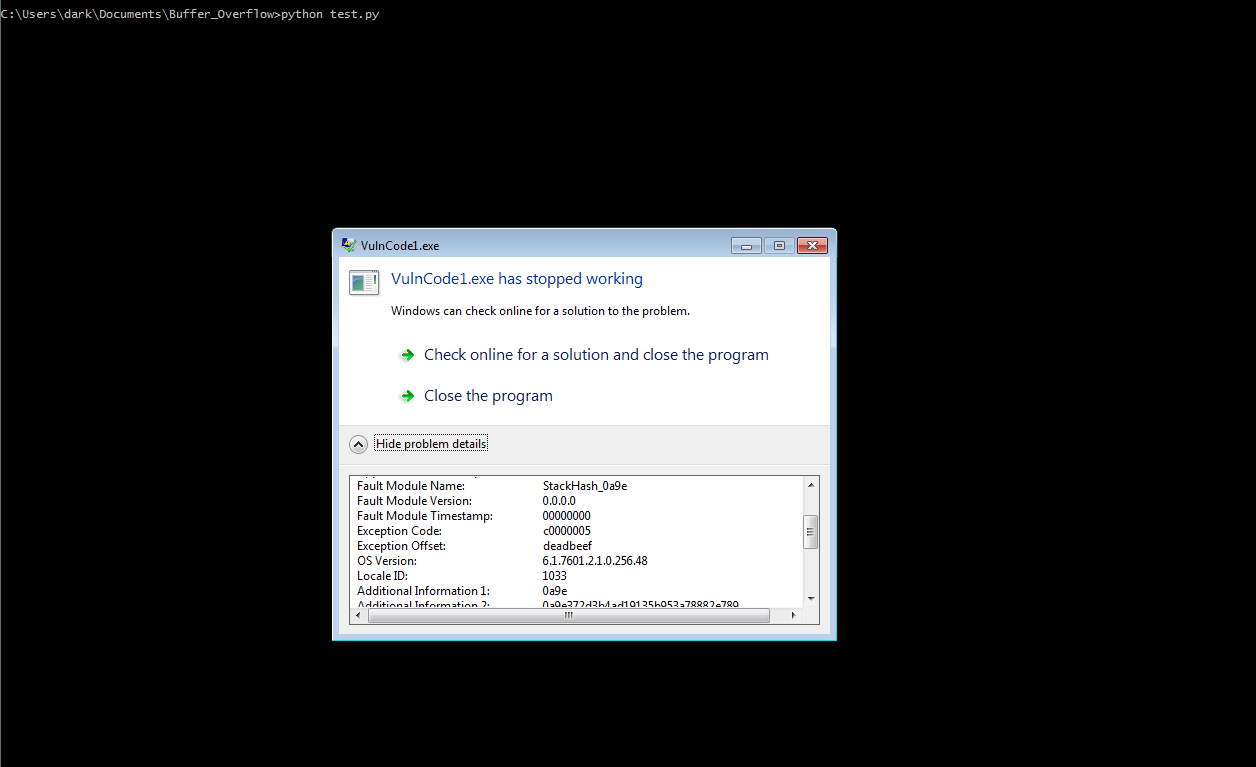 C:\Users\dark\Documents\Buffer_Overflow>python test.py
VulnCode1.exe
VulnCode1.exe has stopped working
Windows can check online for a solution to the problem.
Check online for a solution and close the program
Close the program
Hide problem details
Fault Module Name: StackHash_0a9e
Fault Module Version: 0.0.0.0
Fault Module Timestamp: 00000000
Exception Code: c0000005
Exception Offset: deadbeef
OS Version: 6.1.7601.2.1.0.256.48
Locale ID: 1033
Additional Information 1: 0a9e
Additional Information 2: 0a9e372d3b4ad19135b953a78882e789